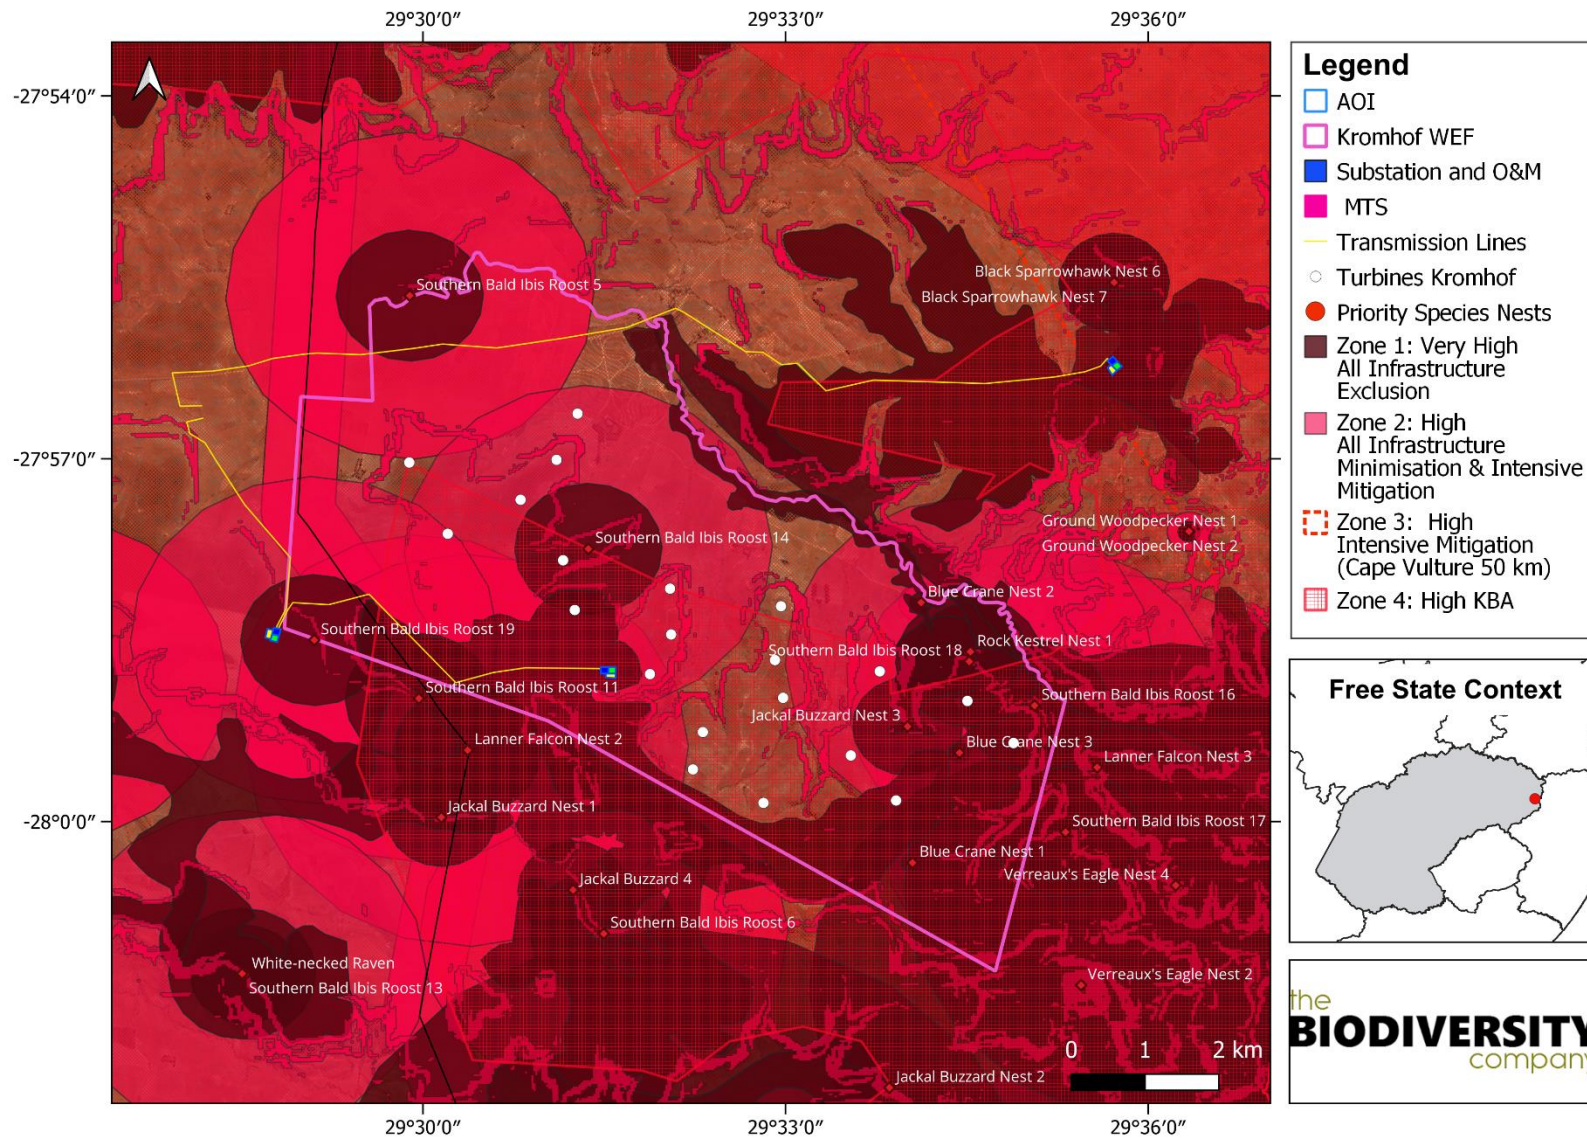 29°30′0″ 29°33′0″ 29°36′0″
-27°54′0″
-27°57′0″
-28°0′0″
Southern Bald Ibis Roost 5
Black Sparrowhawk Nest 6
Black Sparrowhawk Nest 7
Southern Bald Ibis Roost 14
Ground Woodpecker Nest 1
Ground Woodpecker Nest 2
Blue Crane Nest 2
Southern Bald Ibis Roost 19
Rock Kestrel Nest 1
Southern Bald Ibis Roost 18
Southern Bald Ibis Roost 11
Southern Bald Ibis Roost 16
Jackal Buzzard Nest 3
Lanner Falcon Nest 2
Blue Crane Nest 3
Lanner Falcon Nest 3
Jackal Buzzard Nest 1
Southern Bald Ibis Roost 17
Blue Crane Nest 1
Verreaux's Eagle Nest 4
Jackal Buzzard 4
Southern Bald Ibis Roost 6
White-necked Raven
Southern Bald Ibis Roost 13
Verreaux's Eagle Nest 2
0 1 2 km
Jackal Buzzard Nest 2
29°30′0″ 29°33′0″ 29°36′0″
Legend
AOI
Kromhof WEF
Substation and O&M
MTS
Transmission Lines
Turbines Kromhof
Priority Species Nests
Zone 1: Very High
All Infrastructure
Exclusion
Zone 2: High
All Infrastructure
Minimisation & Intensive
Mitigation
Zone 3: High
Intensive Mitigation
(Cape Vulture 50 km)
Zone 4: High KBA
Free State Context
the
BIODIVERSITY
company